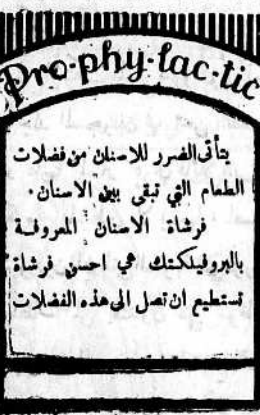 Pro-phy-lac-tic
يتأتى الضرر للاسنان من فضلات
الطعام التي تبقى بين الاسنان.
فرشاة الاسنان المعروفة
بالبروفيلكتك هي احسن فرشاة
تستطيع ان تصل الى هذه الفضلات